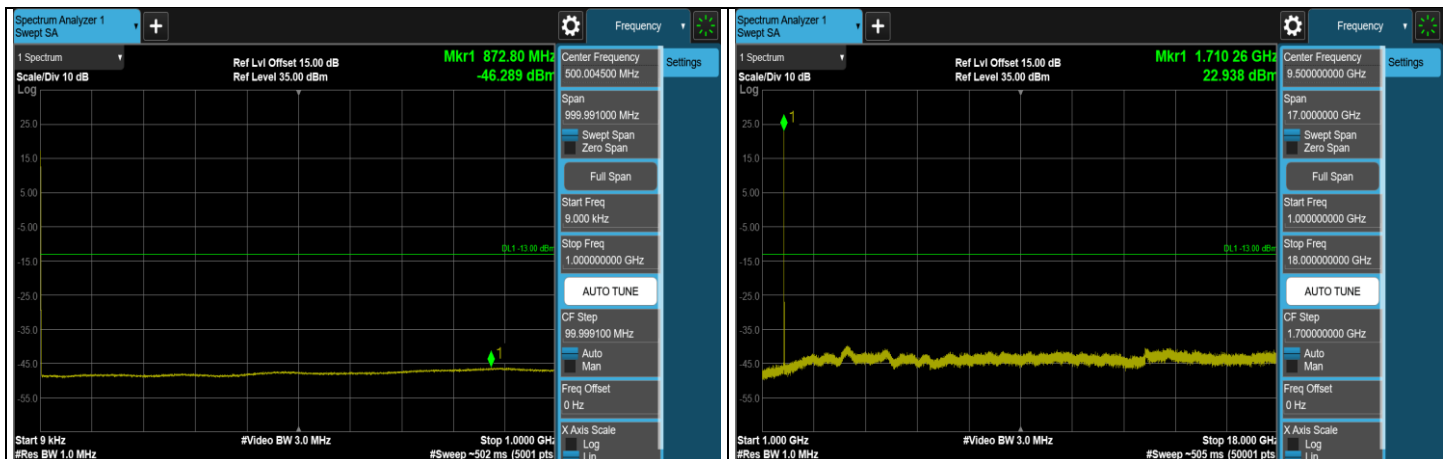 Spectrum Analyzer 1
Swept SA
+
Frequency
1 Spectrum
Scale/Div 10 dB
Log
Ref Lvl Offset 15.00 dB
Ref Level 35.00 dBm
Mkr1 872.80 MHz
-46.289 dBm
25.0
15.0
5.00
-5.00
-15.0
-25.0
-35.0
-45.0
-55.0
1
DL1 -13.00 dBm
Start 9 kHz
#Res BW 1.0 MHz
#Video BW 3.0 MHz
Stop 1.0000 GHz
#Sweep ~502 ms (5001 pts
Center Frequency
500.004500 MHz
Span
999.991000 MHz
Swept Span
Zero Span
Full Span
Start Freq
9.000 kHz
Stop Freq
1.000000000 GHz
AUTO TUNE
CF Step
99.999100 MHz
Auto
Man
Freq Offset
0 Hz
X Axis Scale
Log
Lin
Settings
Spectrum Analyzer 1
Swept SA
+
Frequency
1 Spectrum
Scale/Div 10 dB
Log
Ref Lvl Offset 15.00 dB
Ref Level 35.00 dBm
Mkr1 1.710 26 GHz
22.938 dBm
25.0
15.0
5.00
-5.00
-15.0
-25.0
-35.0
-45.0
-55.0
1
DL1 -13.00 dBm
Start 1.000 GHz
#Res BW 1.0 MHz
#Video BW 3.0 MHz
Stop 18.000 GHz
#Sweep ~505 ms (50001 pts
Center Frequency
9.500000000 GHz
Span
17.0000000 GHz
Swept Span
Zero Span
Full Span
Start Freq
1.000000000 GHz
Stop Freq
18.000000000 GHz
AUTO TUNE
CF Step
1.700000000 GHz
Auto
Man
Freq Offset
0 Hz
X Axis Scale
Log
Lin
Settings